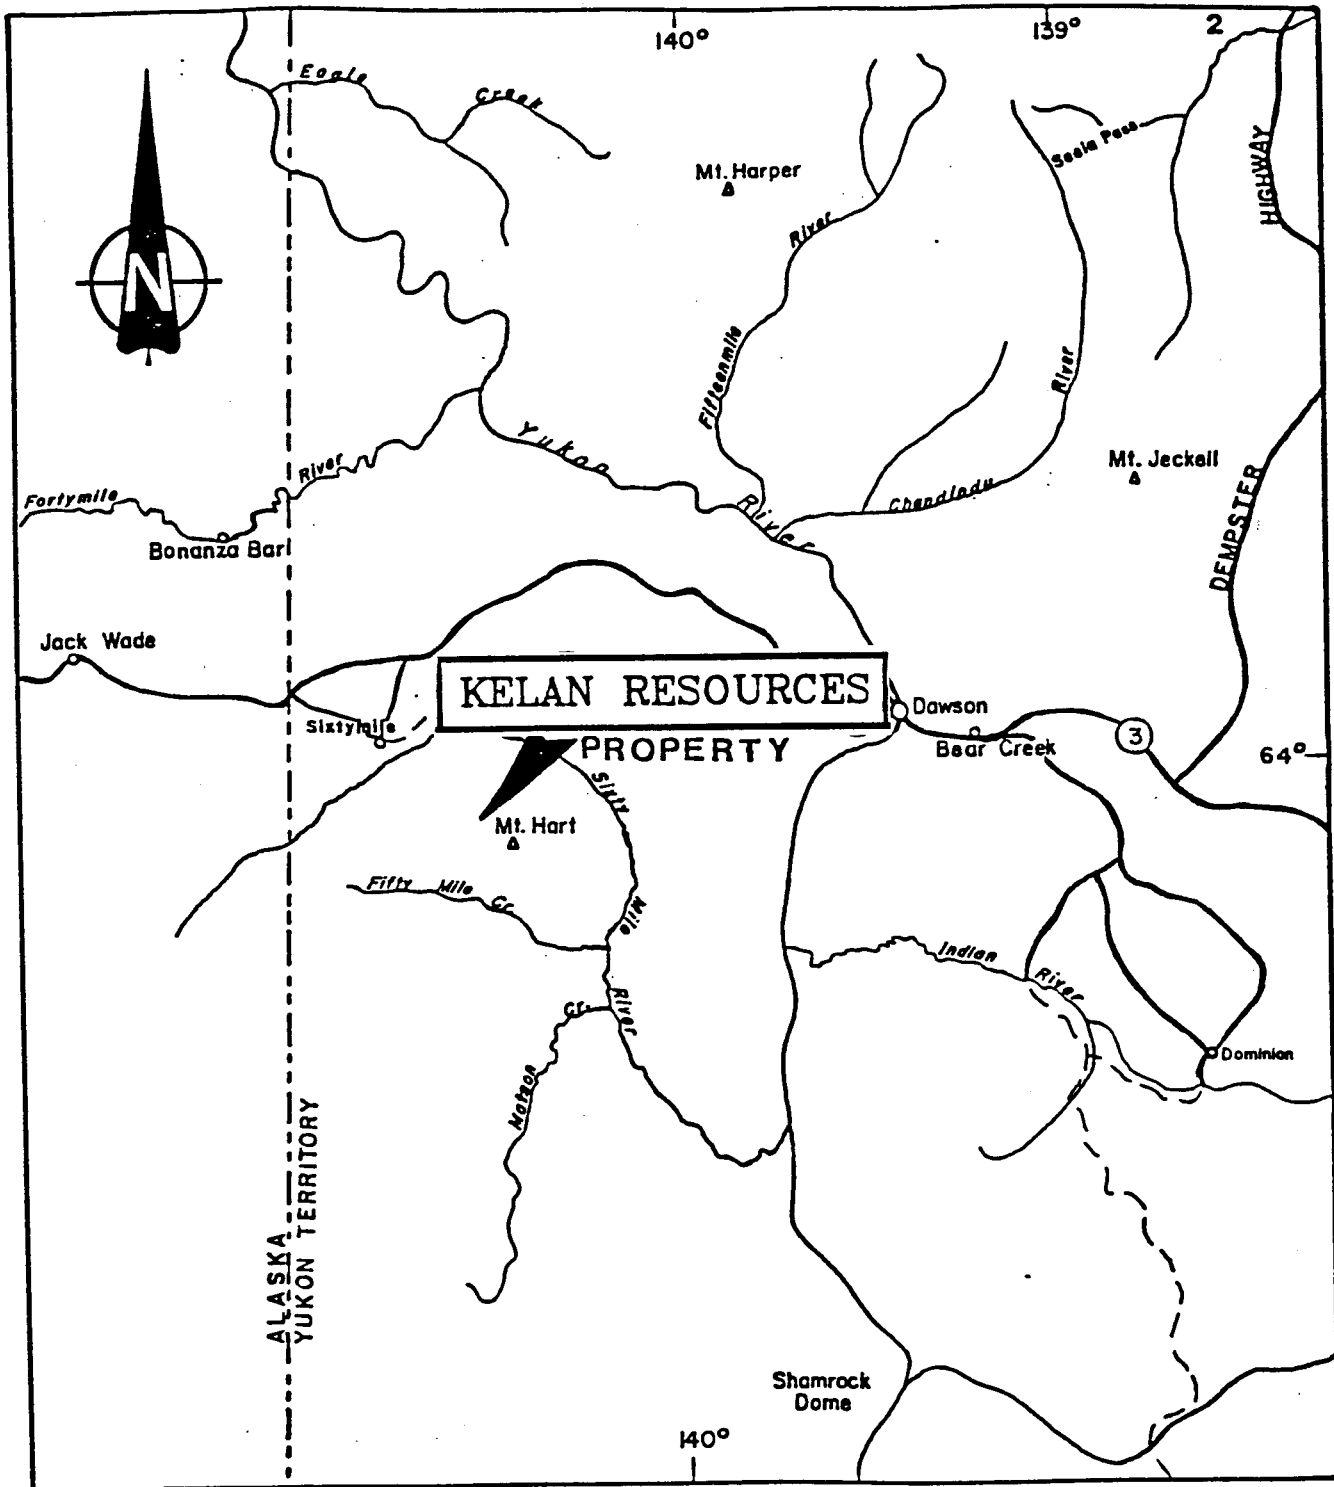 140°
139°
2
Eagle
Creek
Mt. Harper
Seela Pass
HIGHWAY
River
N
Fifteenmile
River
Yukon
River
Mt. Jeckell
Fortymile
River
Chandindu
DEMPSTER
Bonanza Bar
Jack Wade
KELAN RESOURCES
PROPERTY
Dawson
Sixtymile
Bear Creek
3
64°
Sixty
Mt. Hart
Fifty Mile
Cr.
Mile
Indian
River
River
Cr.
Dominion
Matson
ALASKA
YUKON TERRITORY
Shamrock
Dome
140°